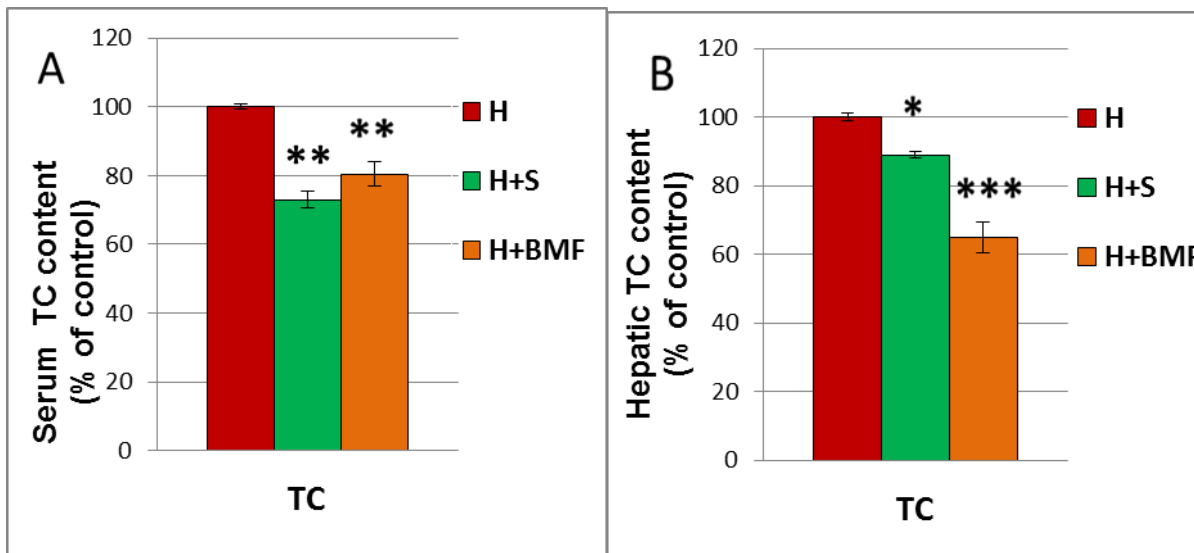 A
120
100
80
60
40
20
0
Serum TC content
(% of control)
**
**
TC
H
H+S
H+BMF
B
120
100
80
60
40
20
0
Hepatic TC content
(% of control)
*
***
TC
H
H+S
H+BMF